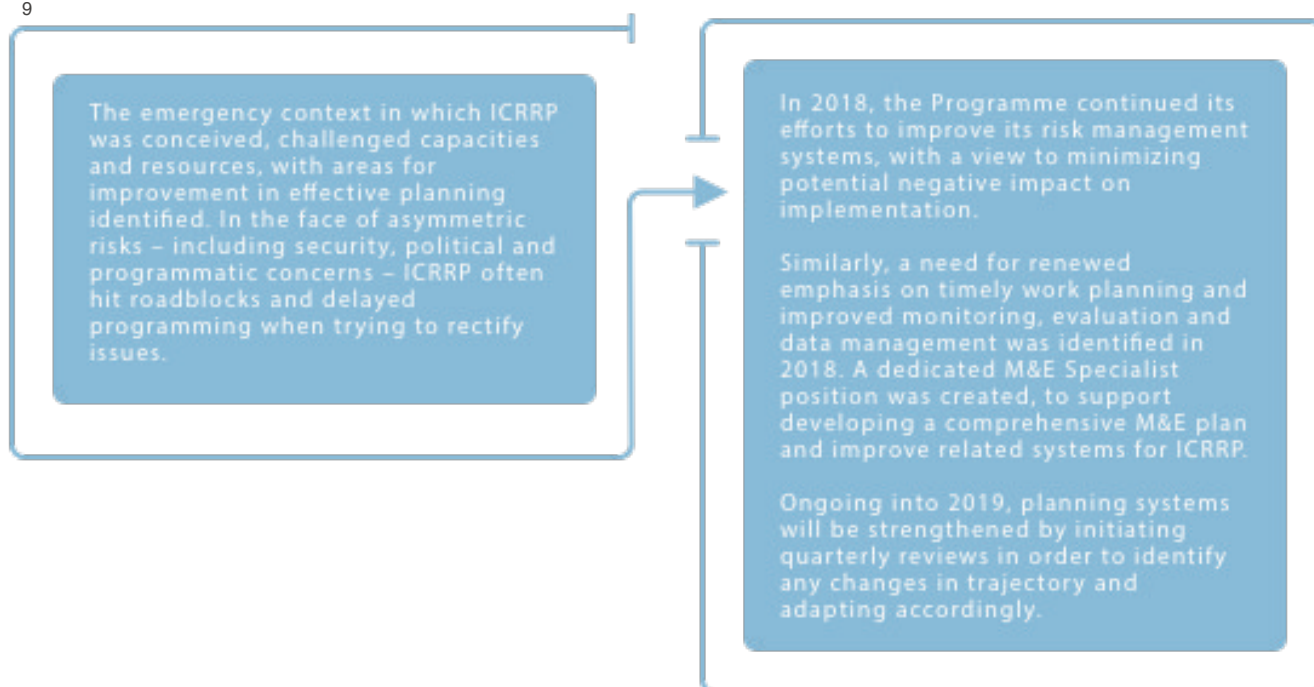 9
The emergency context in which ICRRP
was conceived, challenged capacities
and resources, with areas for
improvement in effective planning
identified. In the face of asymmetric
risks – including security, political and
programmatic concerns – ICRRP often
hit roadblocks and delayed
programming when trying to rectify
issues.
In 2018, the Programme continued its
efforts to improve its risk management
systems, with a view to minimizing
potential negative impact on
implementation.
Similarly, a need for renewed
emphasis on timely work planning and
improved monitoring, evaluation and
data management was identified in
2018. A dedicated M&E Specialist
position was created, to support
developing a comprehensive M&E plan
and improve related systems for ICRRP.
Ongoing into 2019, planning systems
will be strengthened by initiating
quarterly reviews in order to identify
any changes in trajectory and
adapting accordingly.